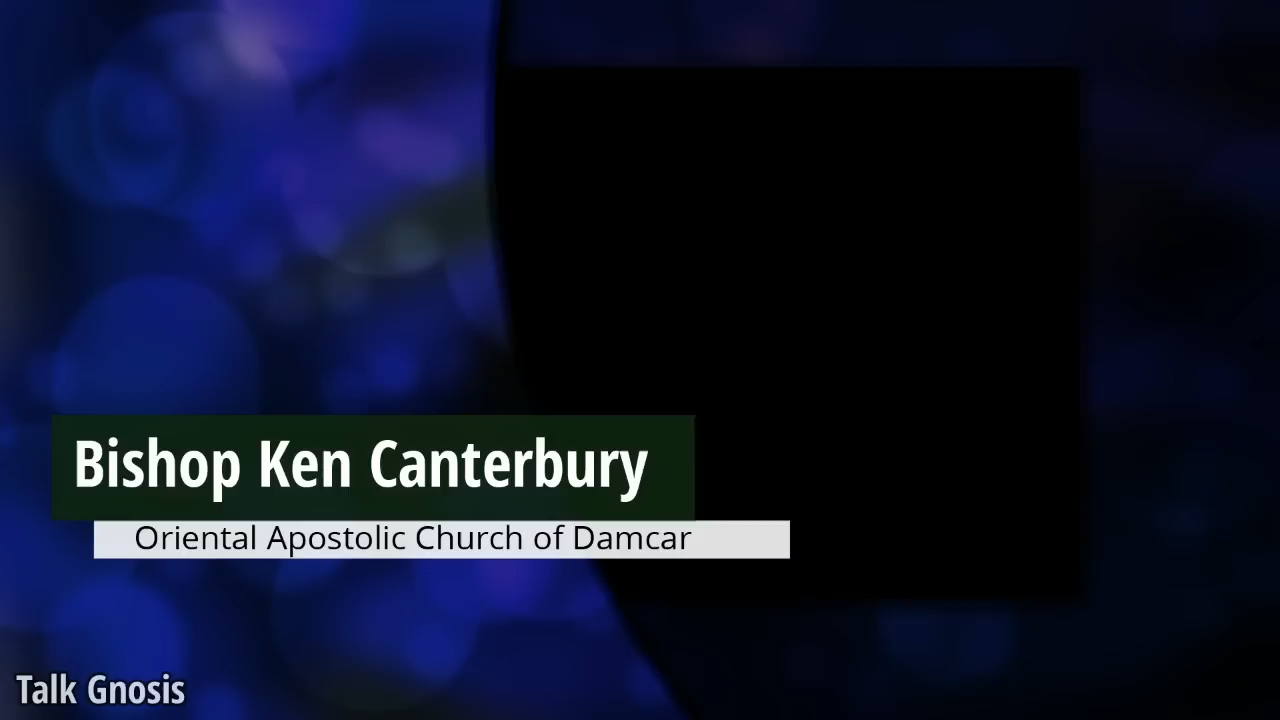 Bishop Ken Canterbury
Oriental Apostolic Church of Damcar
Talk Gnosis